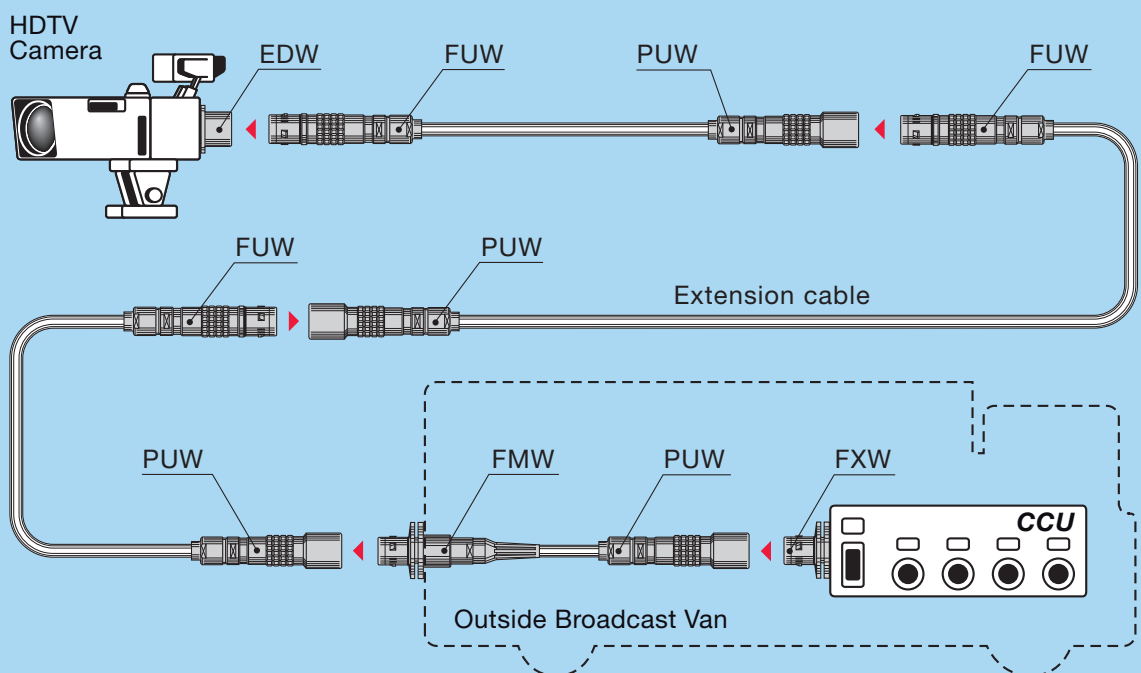 HDTV
Camera
EDW
FUW
PUW
FUW
FUW
PUW
Extension cable
PUW
FMW
PUW
FXW
CCU
Outside Broadcast Van